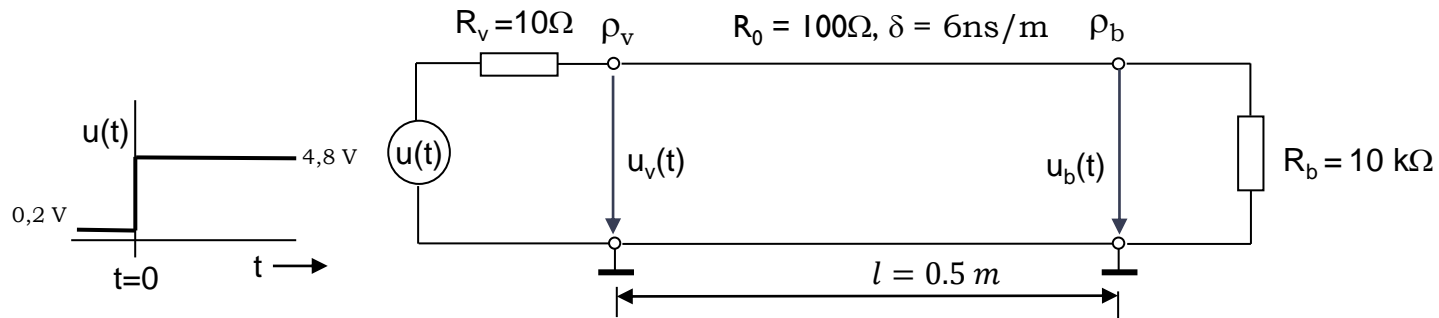 R_v =10Ω ρ_v R_0 = 100Ω, δ = 6ns/m ρ_b
u(t) 4,8 V
0,2 V
t=0 t
u(t) u_v(t) u_b(t) R_b = 10 kΩ
l = 0.5 m